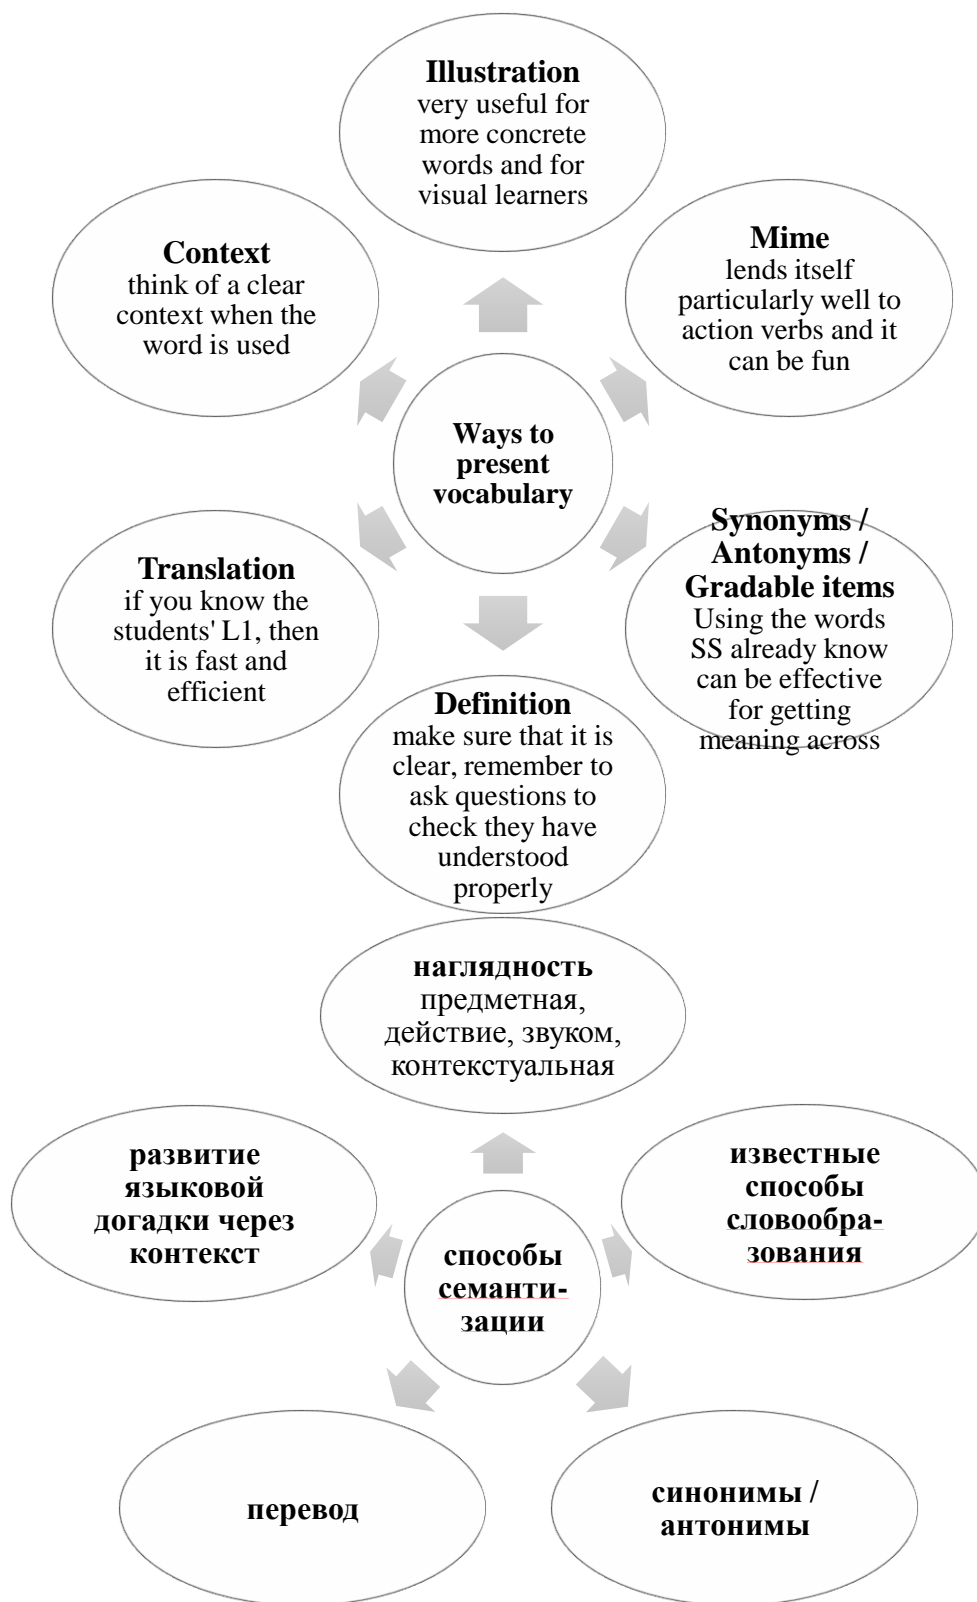 Illustration
very useful for
more concrete
words and for
visual learners
Context
think of a clear
context when the
word is used
Mime
lends itself
particularly well to
action verbs and it
can be fun
Ways to
present
vocabulary
Translation
if you know the
students' L1, then
it is fast and
efficient
Synonyms /
Antonyms /
Gradable items
Using the words
SS already know
can be effective
for getting
meaning across
Definition
make sure that it is
clear, remember to
ask questions to
check they have
understood
properly
наглядность
предметная,
действие, звуком,
контекстуальная
развитие
языковой
догадки через
контекст
известные
способы
словообра-
зования
способы
семанти-
зации
перевод
синонимы /
антонимы